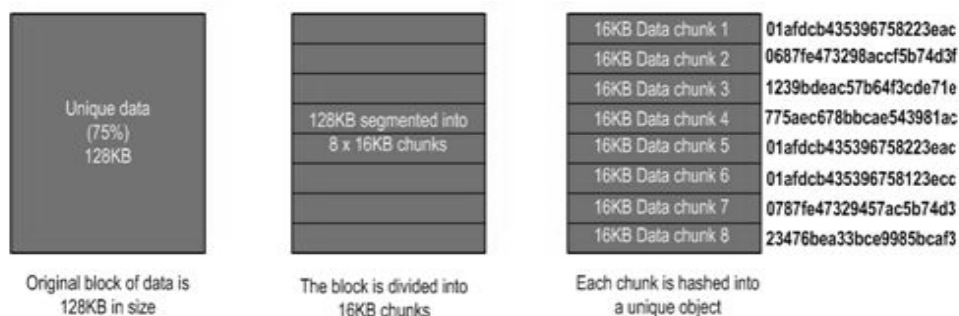 Unique data
(75%)
128KB
Original block of data is
128KB in size
128KB segmented into
8 x 16KB chunks
The block is divided into
16KB chunks
16KB Data chunk 1 01afdcb435396758223eac
16KB Data chunk 2 0687fe473298accf5b74d3f
16KB Data chunk 3 1239bdeac57b64f3cde71e
16KB Data chunk 4 775aec678bbcae543981ac
16KB Data chunk 5 01afdcb435396758223eac
16KB Data chunk 6 01afdcb435396758123ecc
16KB Data chunk 7 0787fe47329457ac5b74d3
16KB Data chunk 8 23476bea33bce9985bcaf3
Each chunk is hashed into
a unique object